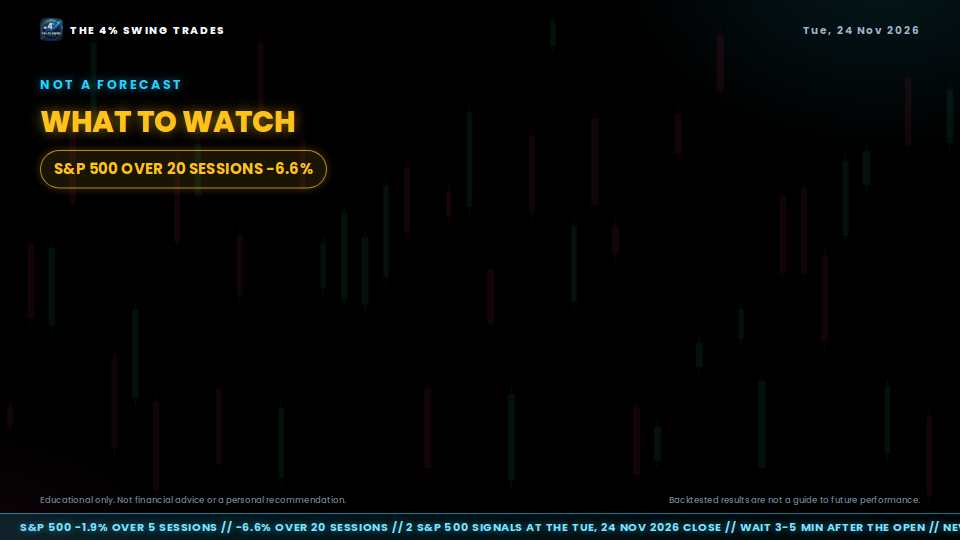 THE 4% SWING TRADES
Tue, 24 Nov 2026
NOT A FORECAST
WHAT TO WATCH
S&P 500 OVER 20 SESSIONS -6.6%
Educational only. Not financial advice or a personal recommendation.
Backtested results are not a guide to future performance.
S&P 500 -1.9% OVER 5 SESSIONS // -6.6% OVER 20 SESSIONS // 2 S&P 500 SIGNALS AT THE TUE, 24 NOV 2026 CLOSE // WAIT 3-5 MIN AFTER THE OPEN //